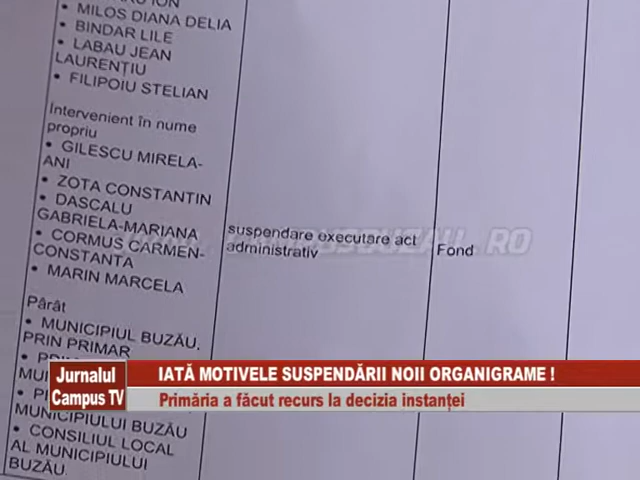 • MILOS DIANA DELIA
• BINDAR LILE
• LABAU JEAN
LAURENȚIU
• FILIPOIU STELIAN
Intervenient în nume
propriu
• GILESCU MIRELA-
ANI
• ZOTA CONSTANTIN
• DASCALU
GABRIELA-MARIANA
• CORMUS CARMEN-
CONSTANTA
• MARIN MARCELA
Pârât
• MUNICIPIUL BUZĂU,
PRIN PRIMAR
MUNICIPIULUI BUZĂU
• CONSILIUL LOCAL
AL MUNICIPIULUI
BUZĂU
suspendare executare act
administrativ
Fond
Jurnalul
Campus TV
IATĂ MOTIVELE SUSPENDĂRII NOII ORGANIGRAME !
Primăria a făcut recurs la decizia instanței